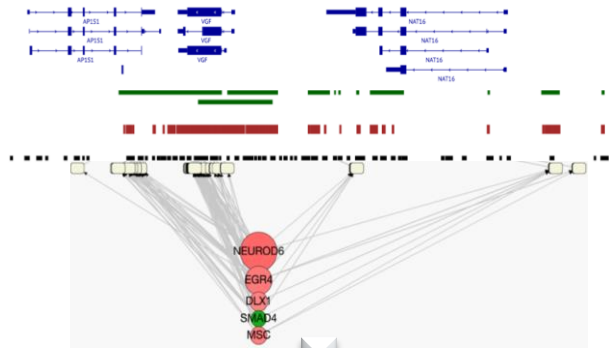 AP1S1 VGF NAT16
AP1S1 VGF NAT16
AP1S1 VGF NAT16
NAT16
NEUROD6
EGR4
DLX1
SMAD4
MSC